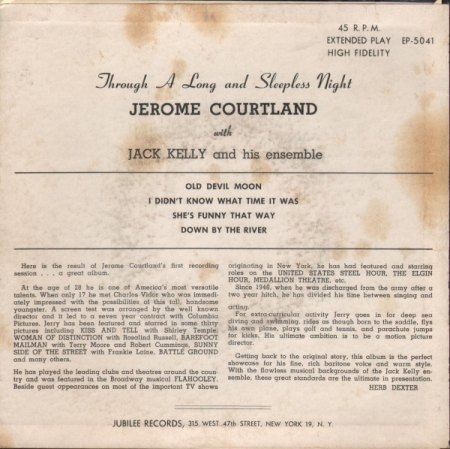 45 R.P.M.
EXTENDED PLAY EP-5041
HIGH FIDELITY
Through A Long and Sleepless Night
JEROME COURTLAND
with
JACK KELLY and his ensemble
OLD DEVIL MOON
I DIDN'T KNOW WHAT TIME IT WAS
SHE'S FUNNY THAT WAY
DOWN BY THE RIVER
Here is the result of Jerome Courtland's first recording
session . . . a great album.
At the age of 28 he is one of America's most versatile
talents. When only 17 he met Charles Vidor who was immedi-
ately impressed with the possibilities of this tall, handsome
youngster. A screen test was arranged by the well known
director and it led to a seven year contract with Columbia
Pictures. Jerry has been featured and starred in some thirty
pictures including KISS AND TELL with Shirley Temple;
WOMAN OF DISTINCTION with Rosalind Russell, BAREFOOT
MAILMAN with Terry Moore and Robert Cummings, SUNNY
SIDE OF THE STREET with Frankie Laine, BATTLE GROUND
and many others.
He has played the leading clubs and theatres around the coun-
try and was featured in the Broadway musical FLAHOOLEY.
Beside guest appearances on most of the important TV shows
originating in New York, he has had featured and starring
roles on the UNITED STATES STEEL HOUR, THE ELGIN
HOUR, MEDALLION THEATRE, etc.
Since 1946, when he was discharged from the army after a
two year hitch, he has divided his time between singing and
acting.
For extra-curricular activity Jerry goes in for deep sea
diving and swimming, rides as though born to the saddle, flys
his own plane, plays golf and tennis, and parachute jumps
for kicks. His ultimate ambition is to be a motion picture
director.
Getting back to the original story, this album is the perfect
showcase for his fine, rich baritone voice and warm style.
With the flawless musical backgrounds of the Jack Kelly en-
semble, these great standards are the ultimate in presentation.
HERB DEXTER
JUBILEE RECORDS, 315 WEST 47th STREET, NEW YORK 19, N. Y.